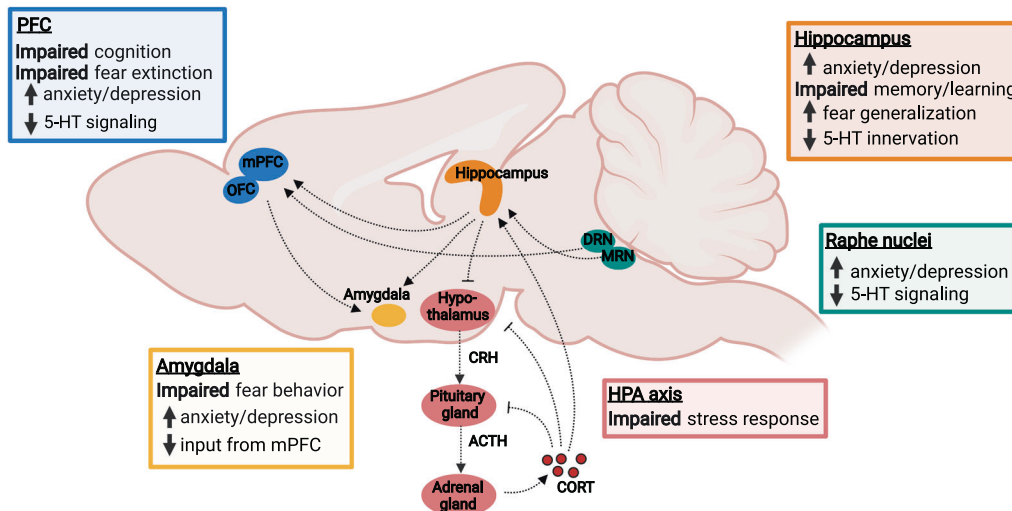 PFC
Impaired cognition
Impaired fear extinction
anxiety/depression
5-HT signaling
Hippocampus
anxiety/depression
Impaired memory/learning
fear generalization
5-HT innervation
mPFC
OFC
Hippocampus
DRN
MRN
Raphe nuclei
anxiety/depression
5-HT signaling
Amygdala
Hypo-
thalamus
CRH
Amygdala
Impaired fear behavior
anxiety/depression
input from mPFC
Pituitary
gland
ACTH
HPA axis
Impaired stress response
Adrenal
gland
CORT